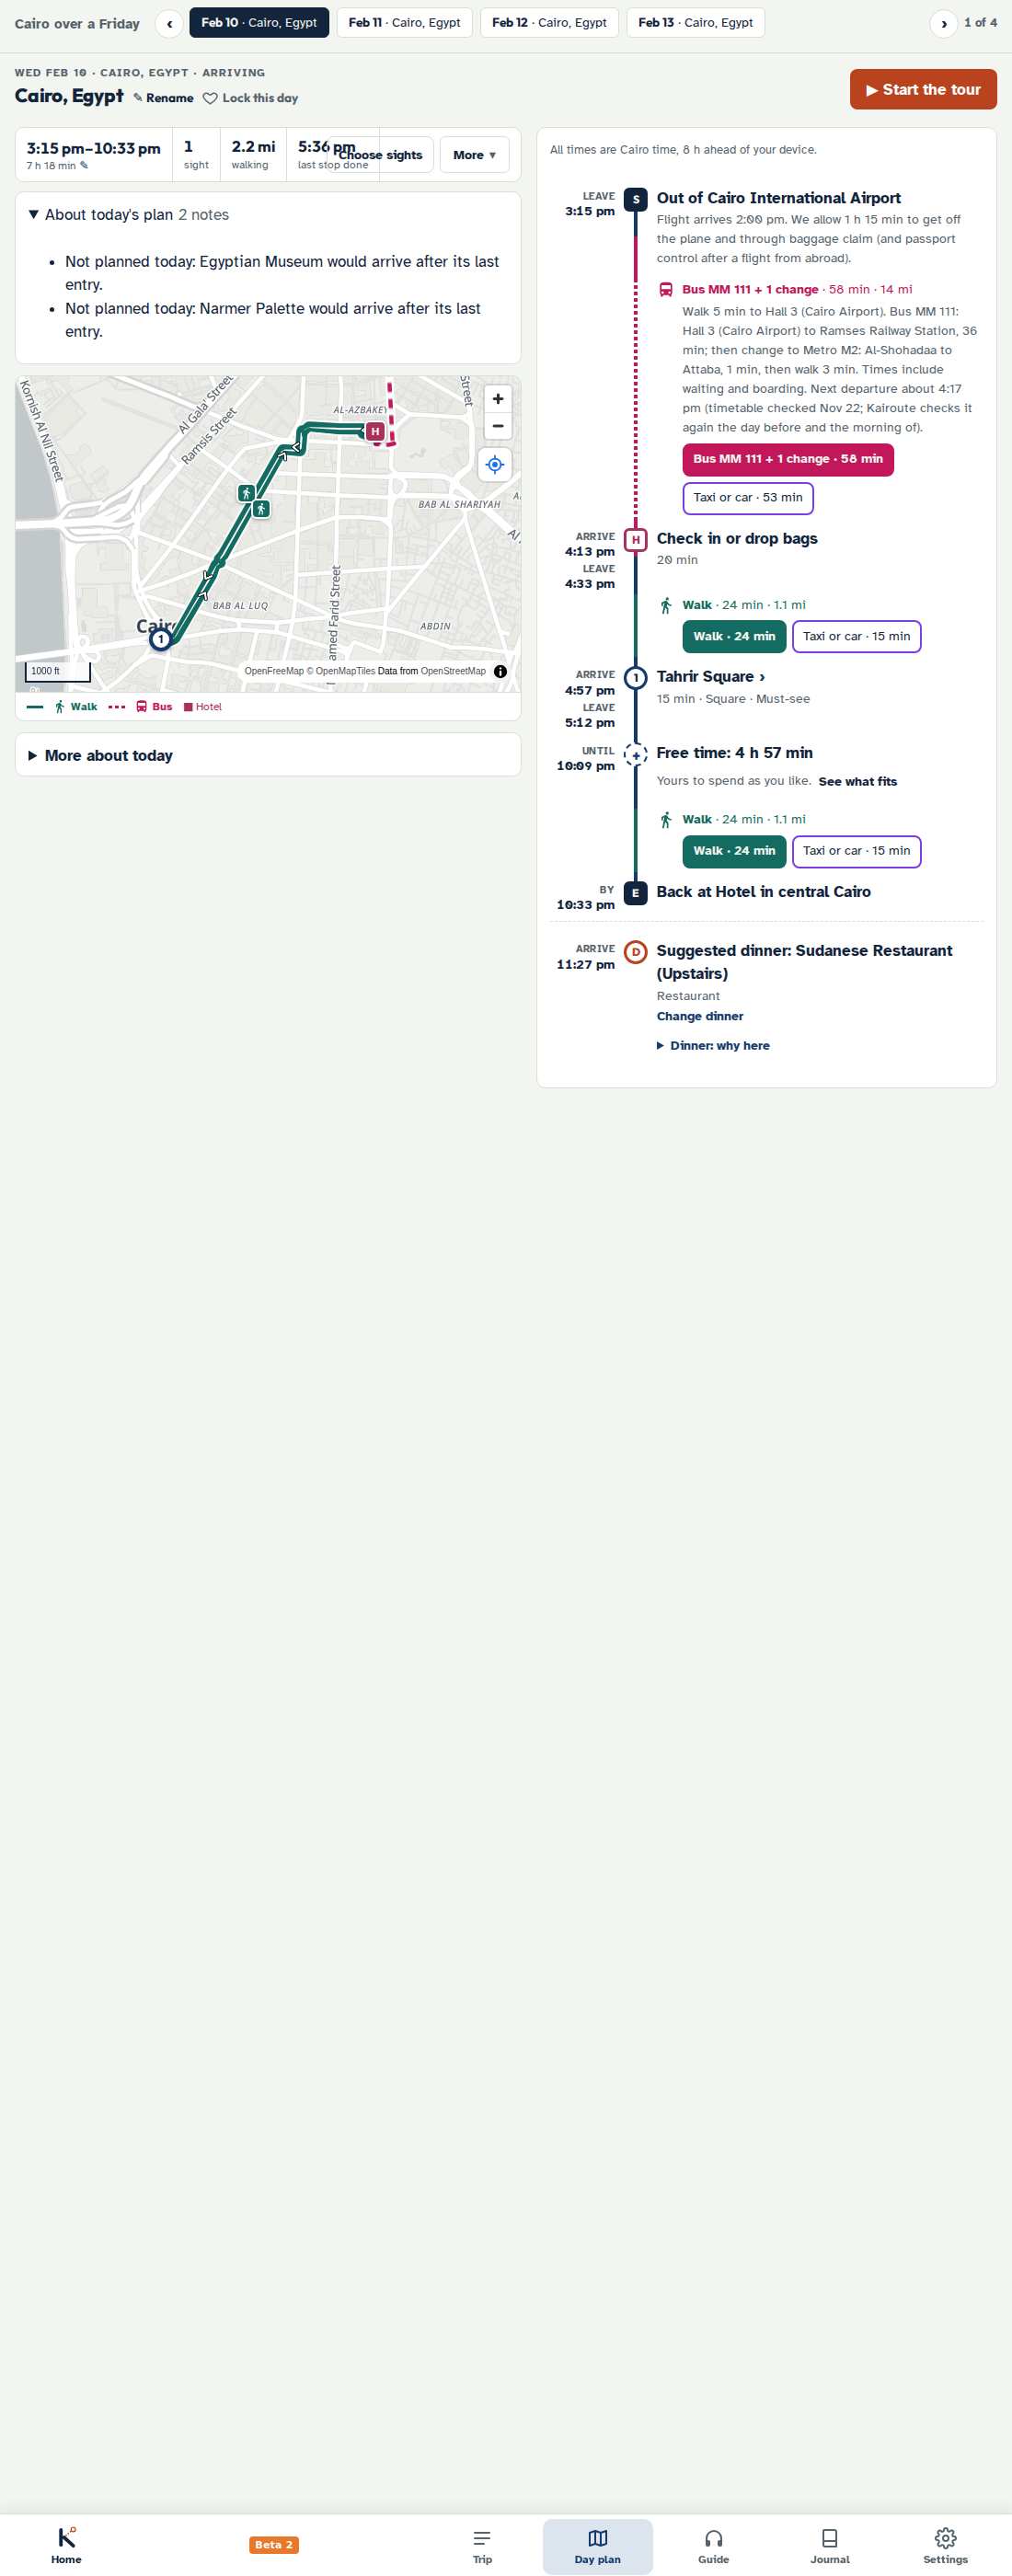 Cairo over a Friday
‹
Feb 10 · Cairo, Egypt
Feb 11 · Cairo, Egypt
Feb 12 · Cairo, Egypt
Feb 13 · Cairo, Egypt
›
1 of 4
WED FEB 10 · CAIRO, EGYPT · ARRIVING
Cairo, Egypt
✎ Rename
Lock this day
▶ Start the tour
3:15 pm–10:33 pm
7 h 18 min ✎
1
sight
2.2 mi
walking
5:36 pm
last stop done
Choose sights
More ▾
▼ About today's plan 2 notes
• Not planned today: Egyptian Museum would arrive after its last
entry.
• Not planned today: Narmer Palette would arrive after its last
entry.
Kornish Al Nil Street
Al Gala' Street
Ramsis Street
AL-AZBAKEY
Street
H
+
−
BAB AL SHARIYAH
BAB AL LUQ
amed Farid Street
ABDIN
1
1000 ft
OpenFreeMap © OpenMapTiles Data from OpenStreetMap
Walk
Bus
Hotel
▶ More about today
All times are Cairo time, 8 h ahead of your device.
LEAVE
3:15 pm
S
Out of Cairo International Airport
Flight arrives 2:00 pm. We allow 1 h 15 min to get off
the plane and through baggage claim (and passport
control after a flight from abroad).
Bus MM 111 + 1 change · 58 min · 14 mi
Walk 5 min to Hall 3 (Cairo Airport). Bus MM 111:
Hall 3 (Cairo Airport) to Ramses Railway Station, 36
min; then change to Metro M2: Al-Shohadaa to
Attaba, 1 min, then walk 3 min. Times include
waiting and boarding. Next departure about 4:17
pm (timetable checked Nov 22; Kairoute checks it
again the day before and the morning of).
Bus MM 111 + 1 change · 58 min
Taxi or car · 53 min
ARRIVE
4:13 pm
LEAVE
4:33 pm
H
Check in or drop bags
20 min
Walk · 24 min · 1.1 mi
Walk · 24 min
Taxi or car · 15 min
ARRIVE
4:57 pm
LEAVE
5:12 pm
1
Tahrir Square ›
15 min · Square · Must-see
UNTIL
10:09 pm
+
Free time: 4 h 57 min
Yours to spend as you like. See what fits
Walk · 24 min · 1.1 mi
Walk · 24 min
Taxi or car · 15 min
BY
10:33 pm
E
Back at Hotel in central Cairo
ARRIVE
11:27 pm
D
Suggested dinner: Sudanese Restaurant
(Upstairs)
Restaurant
Change dinner
▶ Dinner: why here
Home
Beta 2
Trip
Day plan
Guide
Journal
Settings